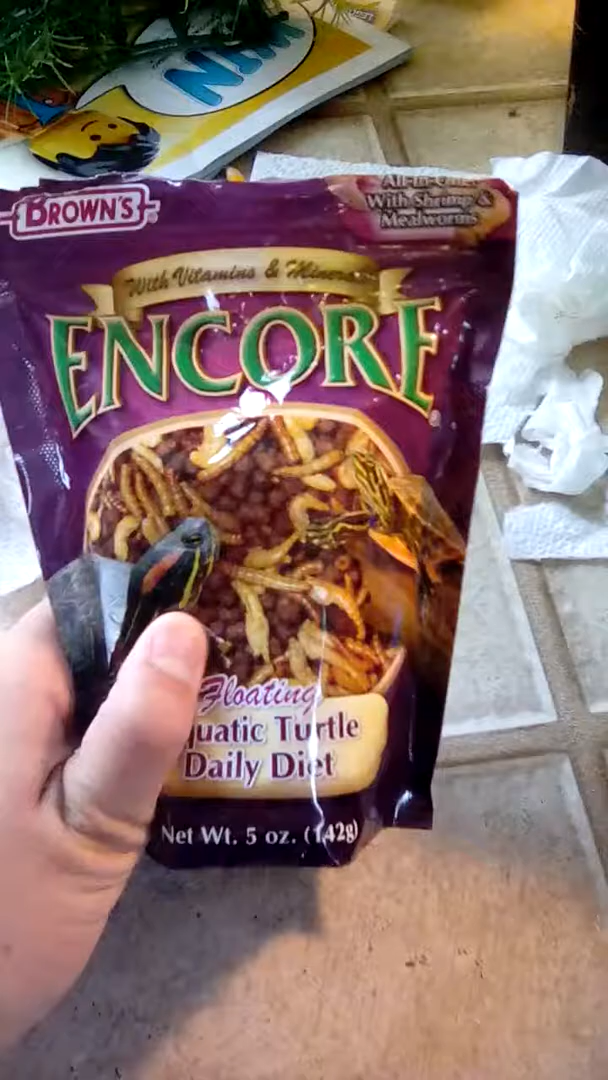 WIN
BROWN'S
All-In-One
With Shrimp &
Mealworms
With Vitamins & Minerals
ENCORE
Floating
quatic Turtle
Daily Diet
Net Wt. 5 oz. (142g)